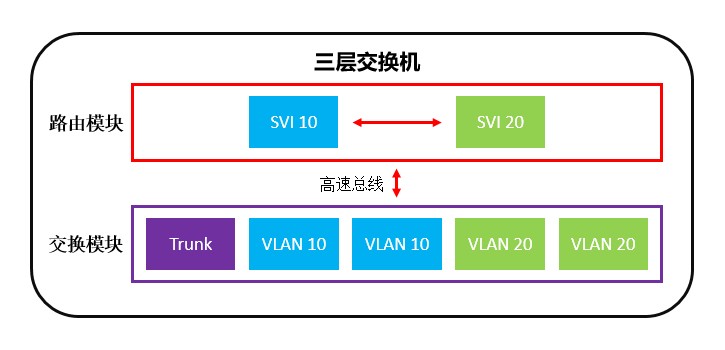 三层交换机
路由模块
SVI 10
SVI 20
高速总线
交换模块
Trunk
VLAN 10
VLAN 10
VLAN 20
VLAN 20